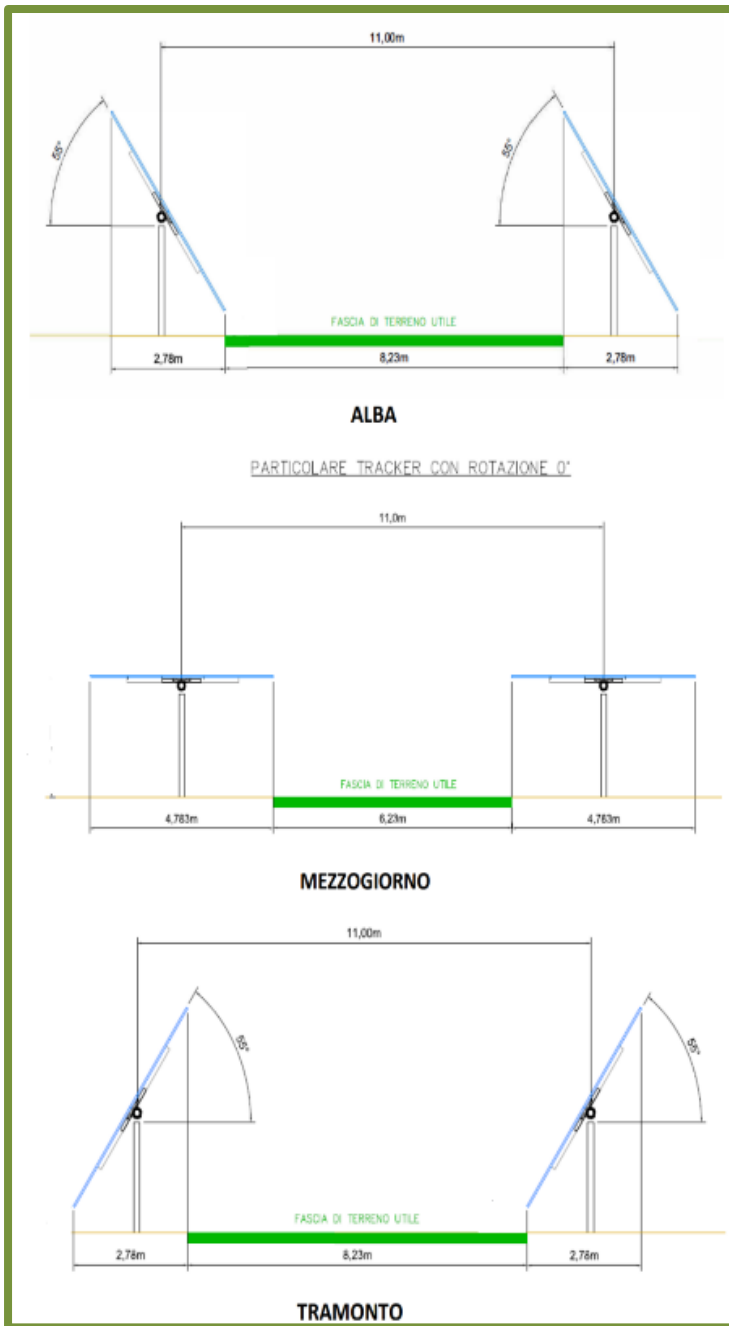 11,00m
55°
55°
FASCIA DI TERRENO UTILE
2,78m
8,23m
2,78m
ALBA
PARTICOLARE TRACKER CON ROTAZIONE 0°
11,0m
FASCIA DI TERRENO UTILE
4,763m
6,23m
4,763m
MEZZOGIORNO
11,00m
55°
55°
FASCIA DI TERRENO UTILE
2,78m
8,23m
2,78m
TRAMONTO